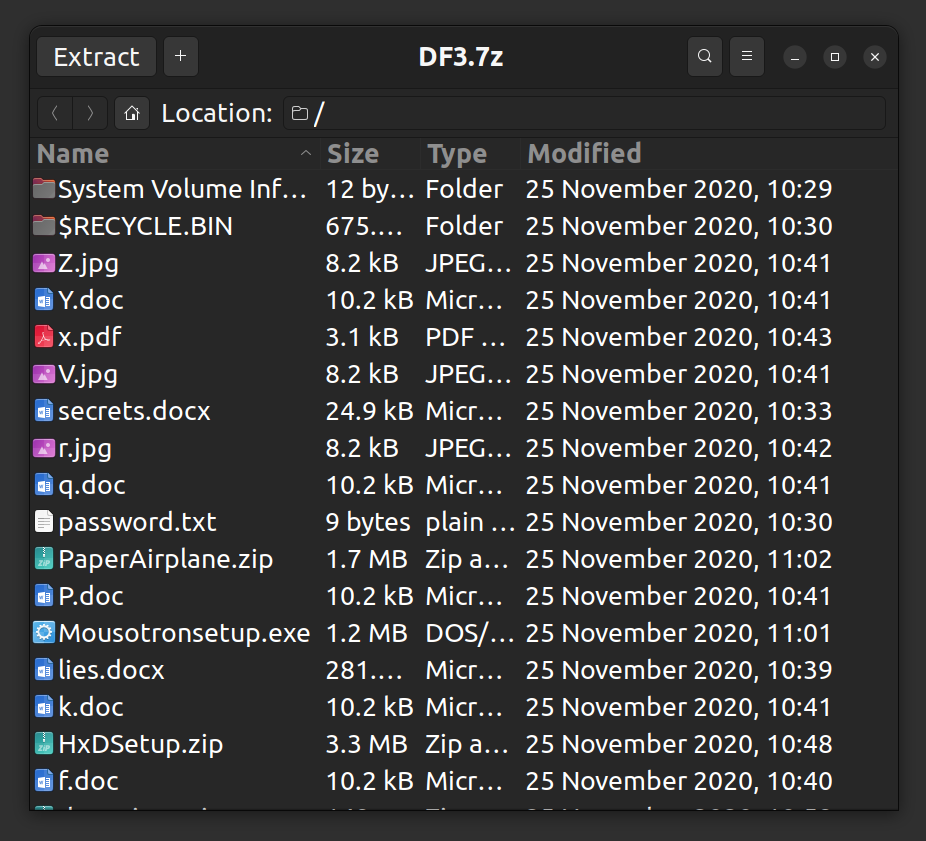 Extract + DF3.7z
Location: /
Name Size Type Modified
System Volume Inf... 12 by... Folder 25 November 2020, 10:29
$RECYCLE.BIN 675.... Folder 25 November 2020, 10:30
Z.jpg 8.2 kB JPEG... 25 November 2020, 10:41
Y.doc 10.2 kB Micr... 25 November 2020, 10:41
x.pdf 3.1 kB PDF ... 25 November 2020, 10:43
V.jpg 8.2 kB JPEG... 25 November 2020, 10:41
secrets.docx 24.9 kB Micr... 25 November 2020, 10:33
r.jpg 8.2 kB JPEG... 25 November 2020, 10:42
q.doc 10.2 kB Micr... 25 November 2020, 10:41
password.txt 9 bytes plain ... 25 November 2020, 10:30
PaperAirplane.zip 1.7 MB Zip a... 25 November 2020, 11:02
P.doc 10.2 kB Micr... 25 November 2020, 10:41
Mousotronsetup.exe 1.2 MB DOS/... 25 November 2020, 11:01
lies.docx 281.... Micr... 25 November 2020, 10:39
k.doc 10.2 kB Micr... 25 November 2020, 10:41
HxDSetup.zip 3.3 MB Zip a... 25 November 2020, 10:48
f.doc 10.2 kB Micr... 25 November 2020, 10:40